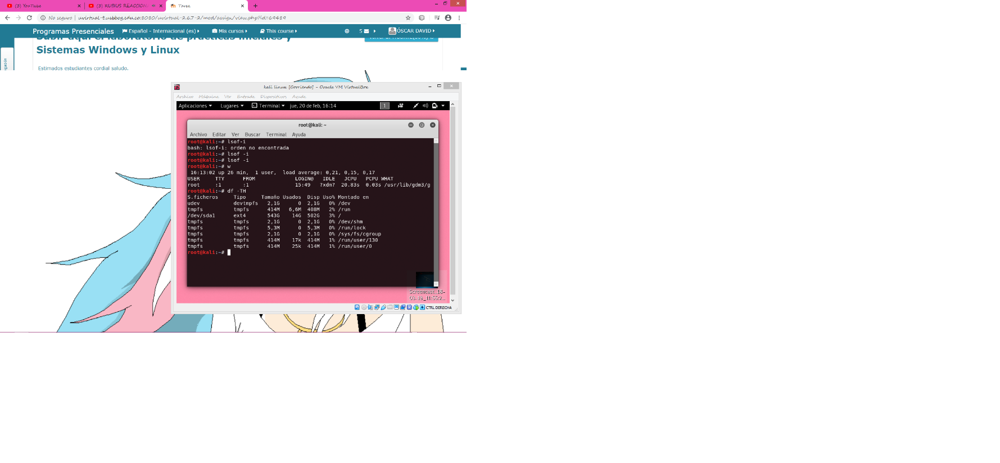 (3) YouTube
(3) RUBIUS REACCIONA
Tarea
No seguro | uvirtual-t.usbbog.edu.co:8080/uvirtual-2.6.7-2/mod/assign/view.php?id=69489
Programas Presenciales Español - Internacional (es) Mis cursos This course 5 ÓSCAR DAVID
Subir aquí el laboratorio de prácticas iniciales y
Sistemas Windows y Linux
Estimados estudiantes cordial saludo.
kali linux [Corriendo] - Oracle VM VirtualBox
Archivo Máquina Ver Entrada Dispositivos Ayuda
Aplicaciones Lugares Terminal jue, 20 de feb, 16:14 1
root@kali: ~
Archivo Editar Ver Buscar Terminal Ayuda
root@kali:~# lsof-i
bash: lsof-i: orden no encontrada
root@kali:~# lsof -i
root@kali:~# lsof -i
root@kali:~# w
 16:13:02 up 26 min,  1 user,  load average: 0,21, 0,15, 0,17
USER     TTY      FROM             LOGIN@   IDLE   JCPU   PCPU WHAT
root     :1       :1               15:49   ?xdm?  20.83s  0.03s /usr/lib/gdm3/g
root@kali:~# df -TH
S.ficheros     Tipo     Tamaño Usados  Disp Uso% Montado en
udev           devtmpfs   2,1G      0  2,1G   0% /dev
tmpfs          tmpfs      414M   6,6M  408M   2% /run
/dev/sda1      ext4       543G    14G  502G   3% /
tmpfs          tmpfs      2,1G      0  2,1G   0% /dev/shm
tmpfs          tmpfs      5,3M      0  5,3M   0% /run/lock
tmpfs          tmpfs      2,1G      0  2,1G   0% /sys/fs/cgroup
tmpfs          tmpfs      414M    17k  414M   1% /run/user/130
tmpfs          tmpfs      414M    25k  414M   1% /run/user/0
root@kali:~#
Screencast 18-
03-19_11:55:2...
CTRL DERECHA